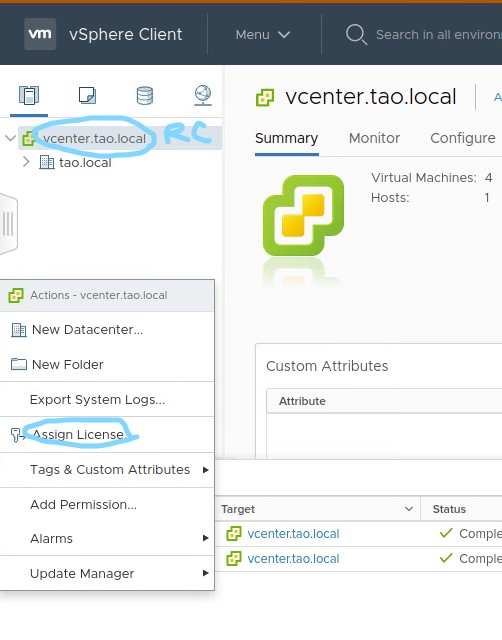 vm vSphere Client Menu Search in all environ
vcenter.tao.local RC
tao.local
vcenter.tao.local A
Summary Monitor Configure
Virtual Machines: 4
Hosts: 1
Actions - vcenter.tao.local
New Datacenter...
New Folder
Export System Logs...
Assign License
Tags & Custom Attributes
Add Permission...
Alarms
Update Manager
Custom Attributes
Attribute
Target Status
vcenter.tao.local Comple
vcenter.tao.local Comple